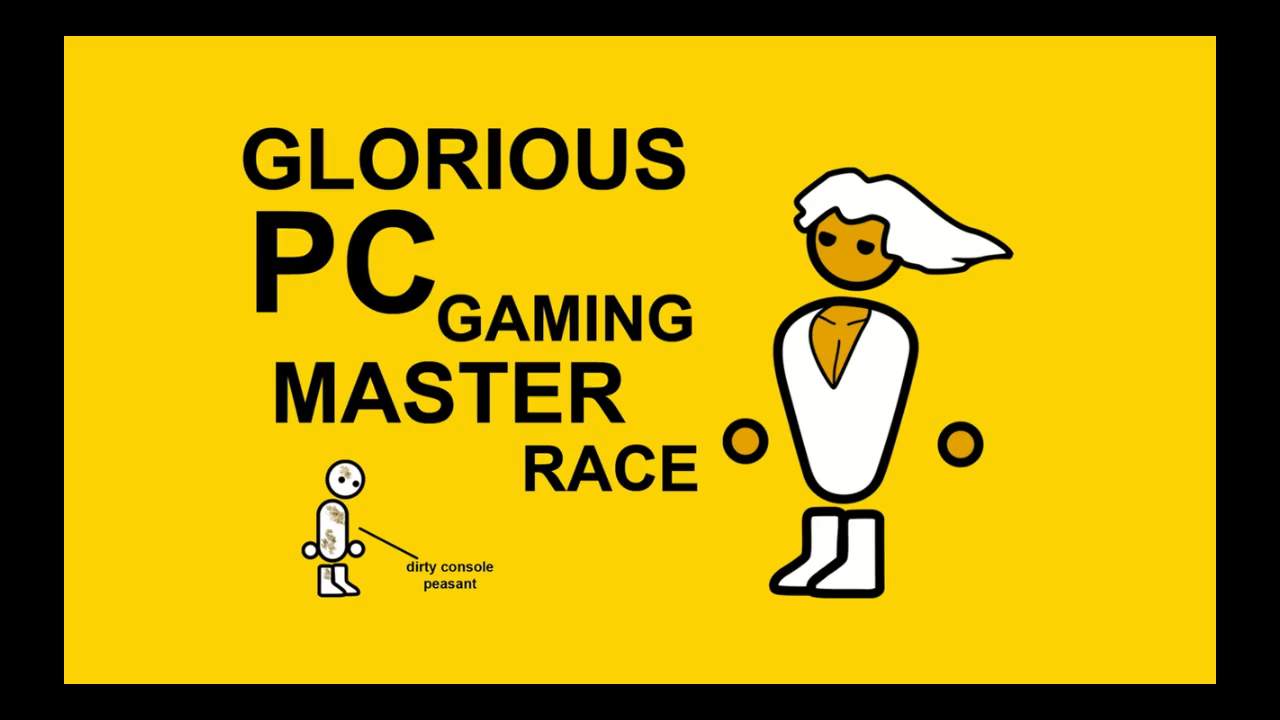 GLORIOUS
PC GAMING
MASTER
RACE
dirty console
peasant